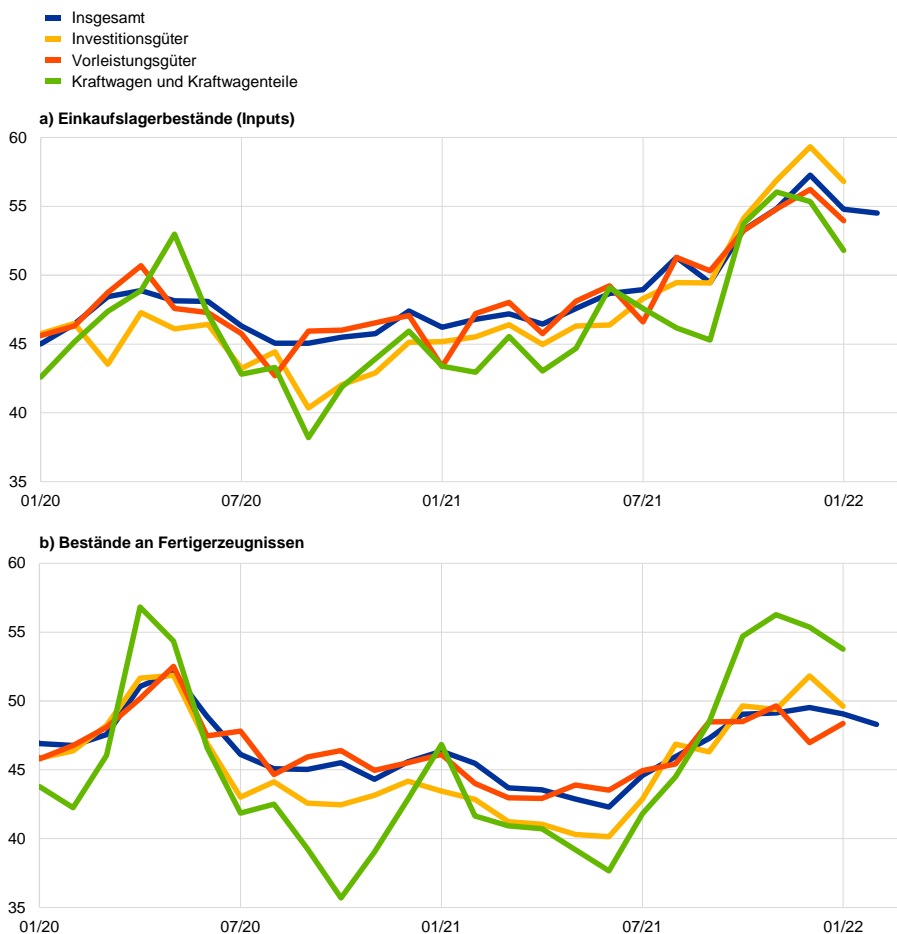 Insgesamt
Investitionsgüter
Vorleistungsgüter
Kraftwagen und Kraftwagenteile
a) Einkaufslagerbestände (Inputs)
60
55
50
45
40
35
01/20 07/20 01/21 07/21 01/22
b) Bestände an Fertigerzeugnissen
60
55
50
45
40
35
01/20 07/20 01/21 07/21 01/22